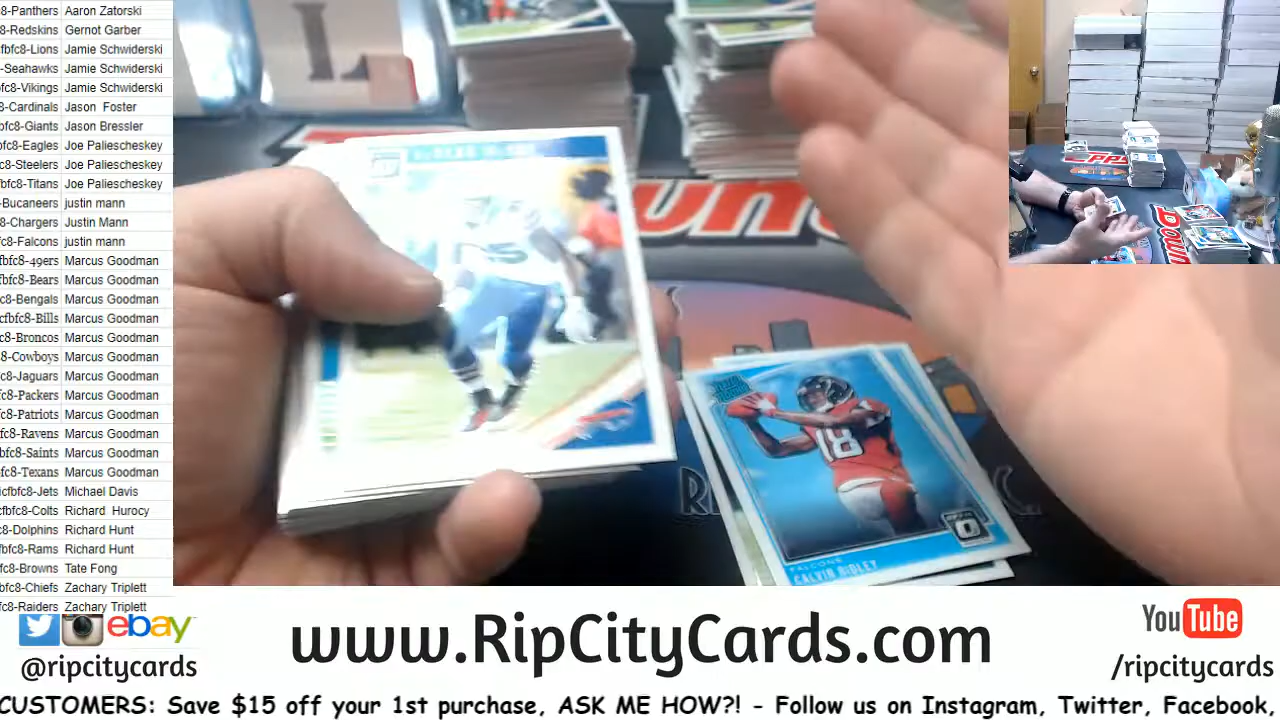 8-Panthers Aaron Zatorski
8-Redskins Gernot Garber
cfbfc8-Lions Jamie Schwiderski
-Seahawks Jamie Schwiderski
fc8-Vikings Jamie Schwiderski
8-Cardinals Jason Foster
bfc8-Giants Jason Bressler
fc8-Eagles Joe Paliescheskey
c8-Steelers Joe Paliescheskey
fc8-Titans Joe Paliescheskey
-Bucaneers justin mann
8-Chargers Justin Mann
c8-Falcons justin mann
fbfc8-49ers Marcus Goodman
fbfc8-Bears Marcus Goodman
c8-Bengals Marcus Goodman
cfbfc8-Bills Marcus Goodman
c8-Broncos Marcus Goodman
8-Cowboys Marcus Goodman
c8-Jaguars Marcus Goodman
c8-Packers Marcus Goodman
c8-Patriots Marcus Goodman
fc8-Ravens Marcus Goodman
bfc8-Saints Marcus Goodman
fc8-Texans Marcus Goodman
icfbfc8-Jets Michael Davis
cfbfc8-Colts Richard Hurocy
c8-Dolphins Richard Hunt
fbfc8-Rams Richard Hunt
fc8-Browns Tate Fong
fc8-Chiefs Zachary Triplett
fc8-Raiders Zachary Triplett
L
18
FALCONS
CALVIN RIDLEY
ebay
@ripcitycards
www.RipCityCards.com
YouTube
/ripcitycards
CUSTOMERS: Save $15 off your 1st purchase, ASK ME HOW?! - Follow us on Instagram, Twitter, Facebook,